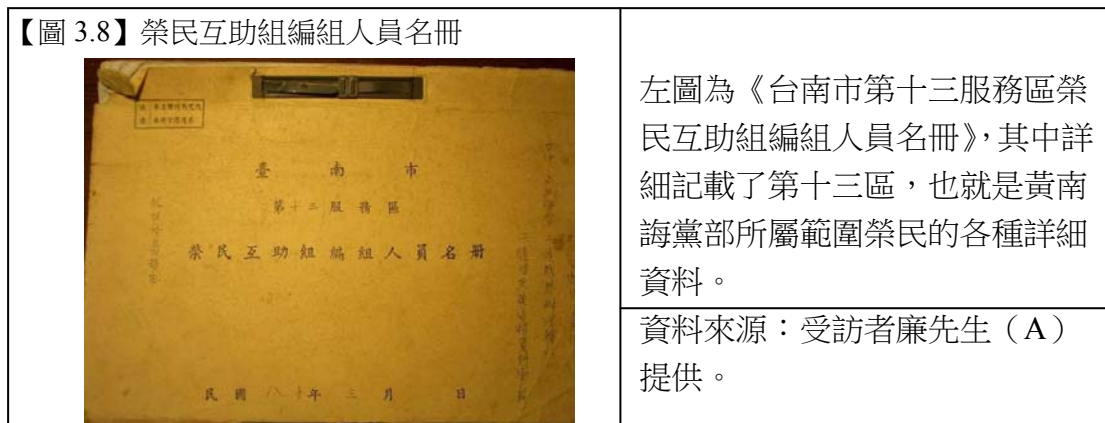 【圖 3.8】榮民互助組編組人員名冊
臺南市
第十三服務區
榮民互助組編組人員名册
民國八十年三月 日
左圖為《台南市第十三服務區榮
民互助組編組人員名冊》，其中詳
細記載了第十三區，也就是黃南
海黨部所屬範圍榮民的各種詳細
資料。
資料來源：受訪者廉先生（A）
提供。